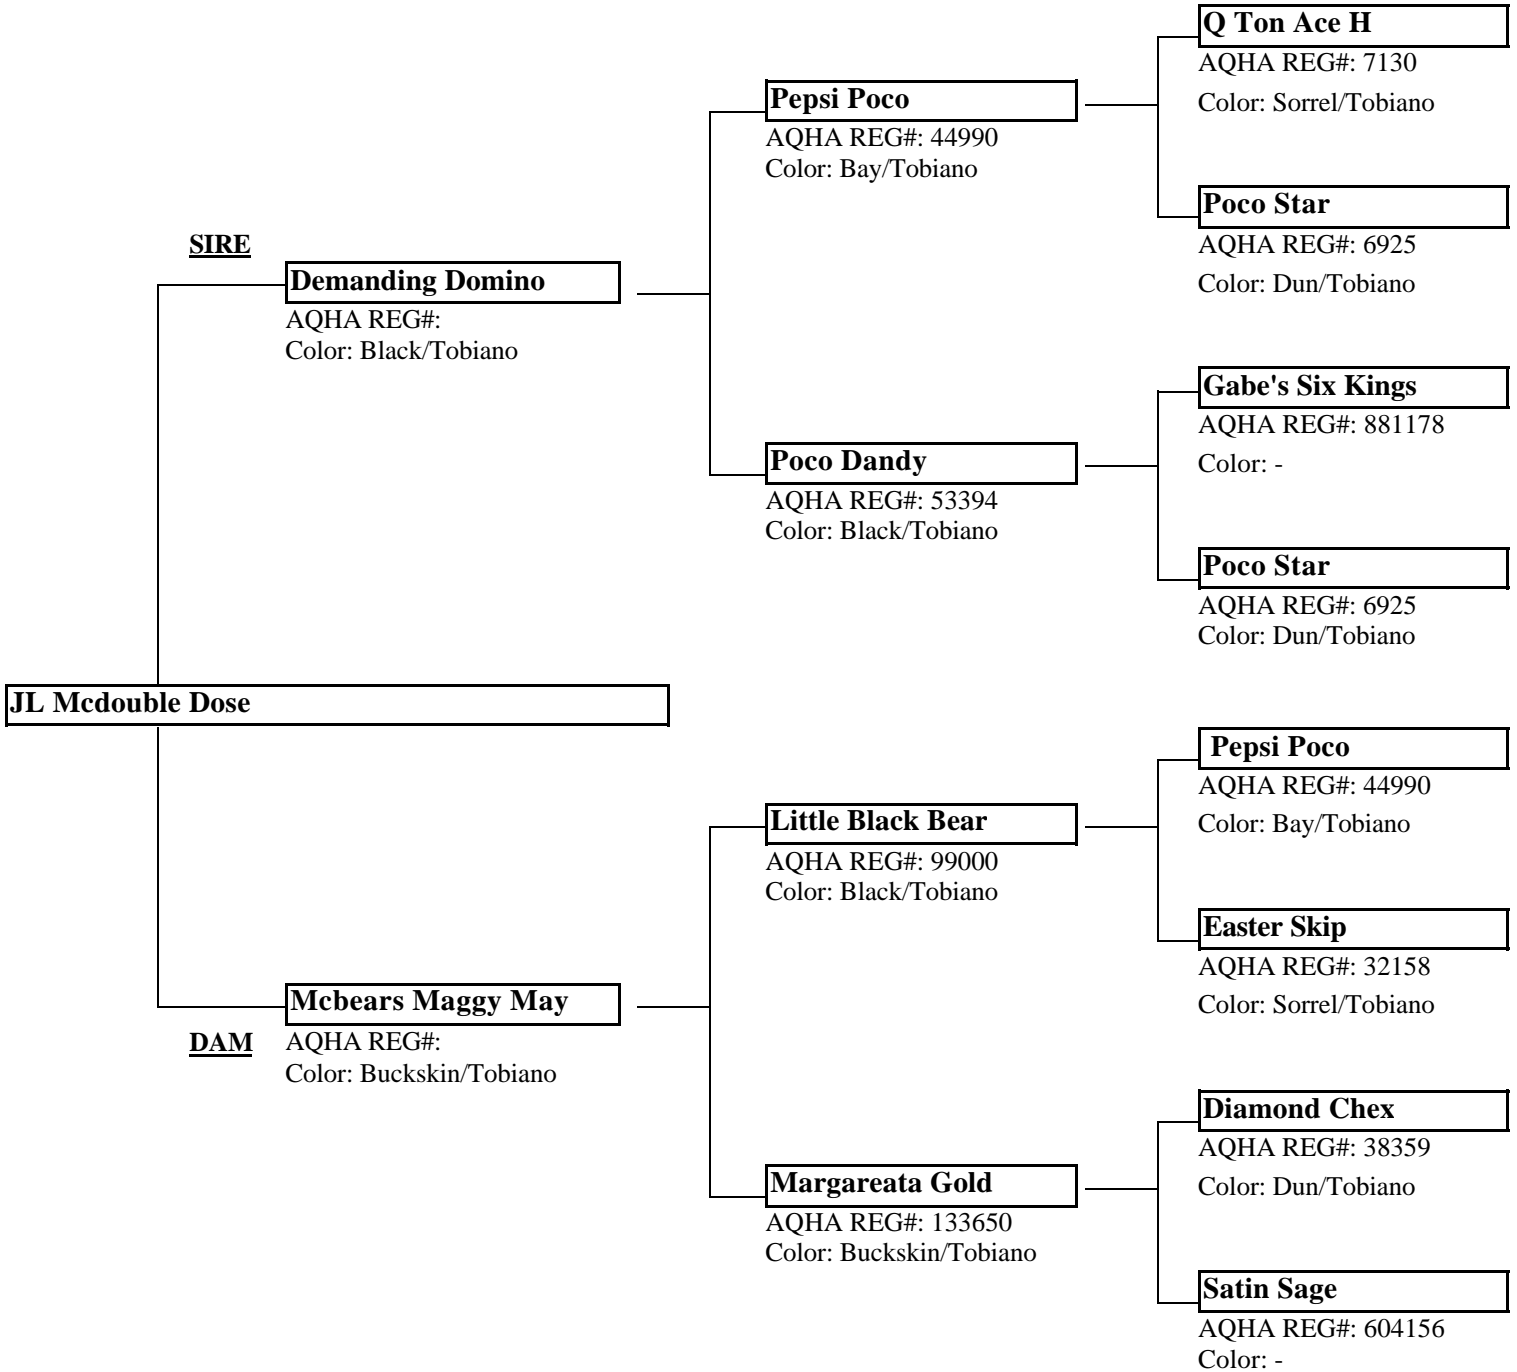 Q Ton Ace H
AQHA REG#: 7130
Color: Sorrel/Tobiano
Pepsi Poco
AQHA REG#: 44990
Color: Bay/Tobiano
Poco Star
AQHA REG#: 6925
Color: Dun/Tobiano
SIRE
Demanding Domino
AQHA REG#:
Color: Black/Tobiano
Gabe's Six Kings
AQHA REG#: 881178
Color: -
Poco Dandy
AQHA REG#: 53394
Color: Black/Tobiano
Poco Star
AQHA REG#: 6925
Color: Dun/Tobiano
JL Mcdouble Dose
Pepsi Poco
AQHA REG#: 44990
Color: Bay/Tobiano
Little Black Bear
AQHA REG#: 99000
Color: Black/Tobiano
Easter Skip
AQHA REG#: 32158
Color: Sorrel/Tobiano
Mcbears Maggy May
DAM
AQHA REG#:
Color: Buckskin/Tobiano
Diamond Chex
AQHA REG#: 38359
Color: Dun/Tobiano
Margareata Gold
AQHA REG#: 133650
Color: Buckskin/Tobiano
Satin Sage
AQHA REG#: 604156
Color: -